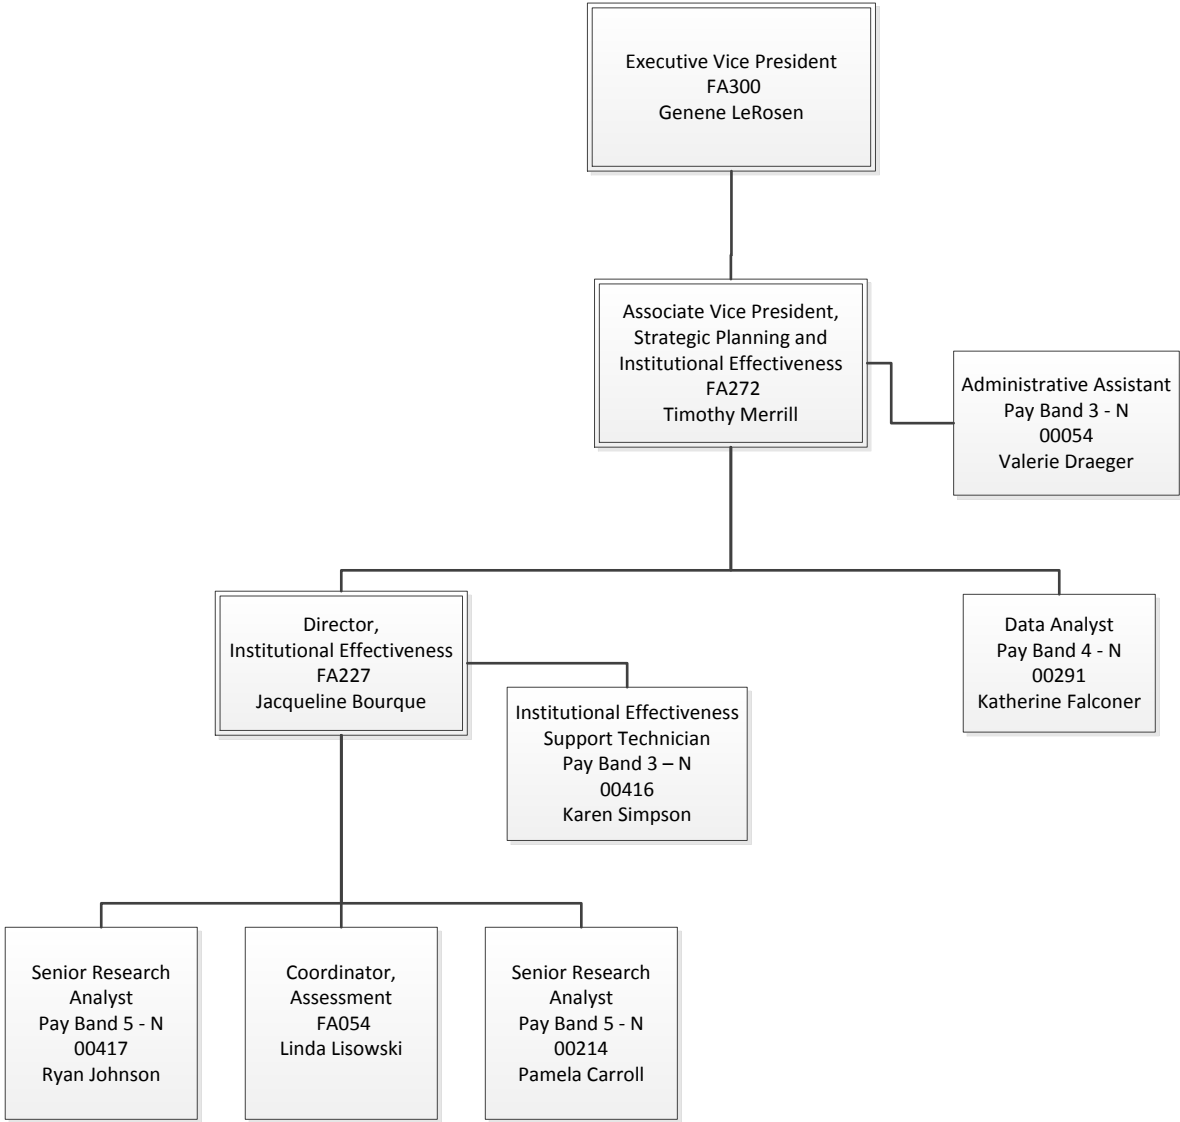 Executive Vice President
FA300
Genene LeRosen
Associate Vice President,
Strategic Planning and
Institutional Effectiveness
FA272
Timothy Merrill
Administrative Assistant
Pay Band 3 - N
00054
Valerie Draeger
Director,
Institutional Effectiveness
FA227
Jacqueline Bourque
Institutional Effectiveness
Support Technician
Pay Band 3 – N
00416
Karen Simpson
Data Analyst
Pay Band 4 - N
00291
Katherine Falconer
Senior Research
Analyst
Pay Band 5 - N
00417
Ryan Johnson
Coordinator,
Assessment
FA054
Linda Lisowski
Senior Research
Analyst
Pay Band 5 - N
00214
Pamela Carroll